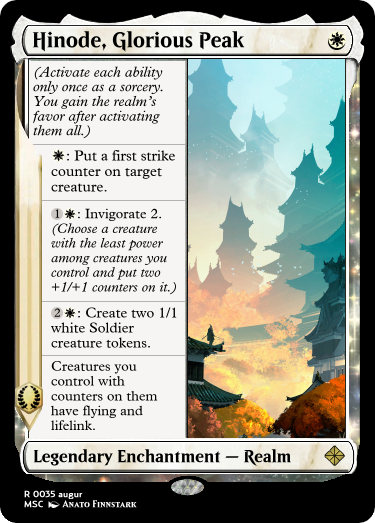 Hinode, Glorious Peak
(Activate each ability
only once as a sorcery.
You gain the realm's
favor after activating
them all.)
: Put a first strike
counter on target
creature.
1 : Invigorate 2.
(Choose a creature
with the least power
among creatures you
control and put two
+1/+1 counters on it.)
2 : Create two 1/1
white Soldier
creature tokens.
Creatures you
control with
counters on them
have flying and
lifelink.
Legendary Enchantment — Realm
R 0035 augur
MSC Anato Finnstark